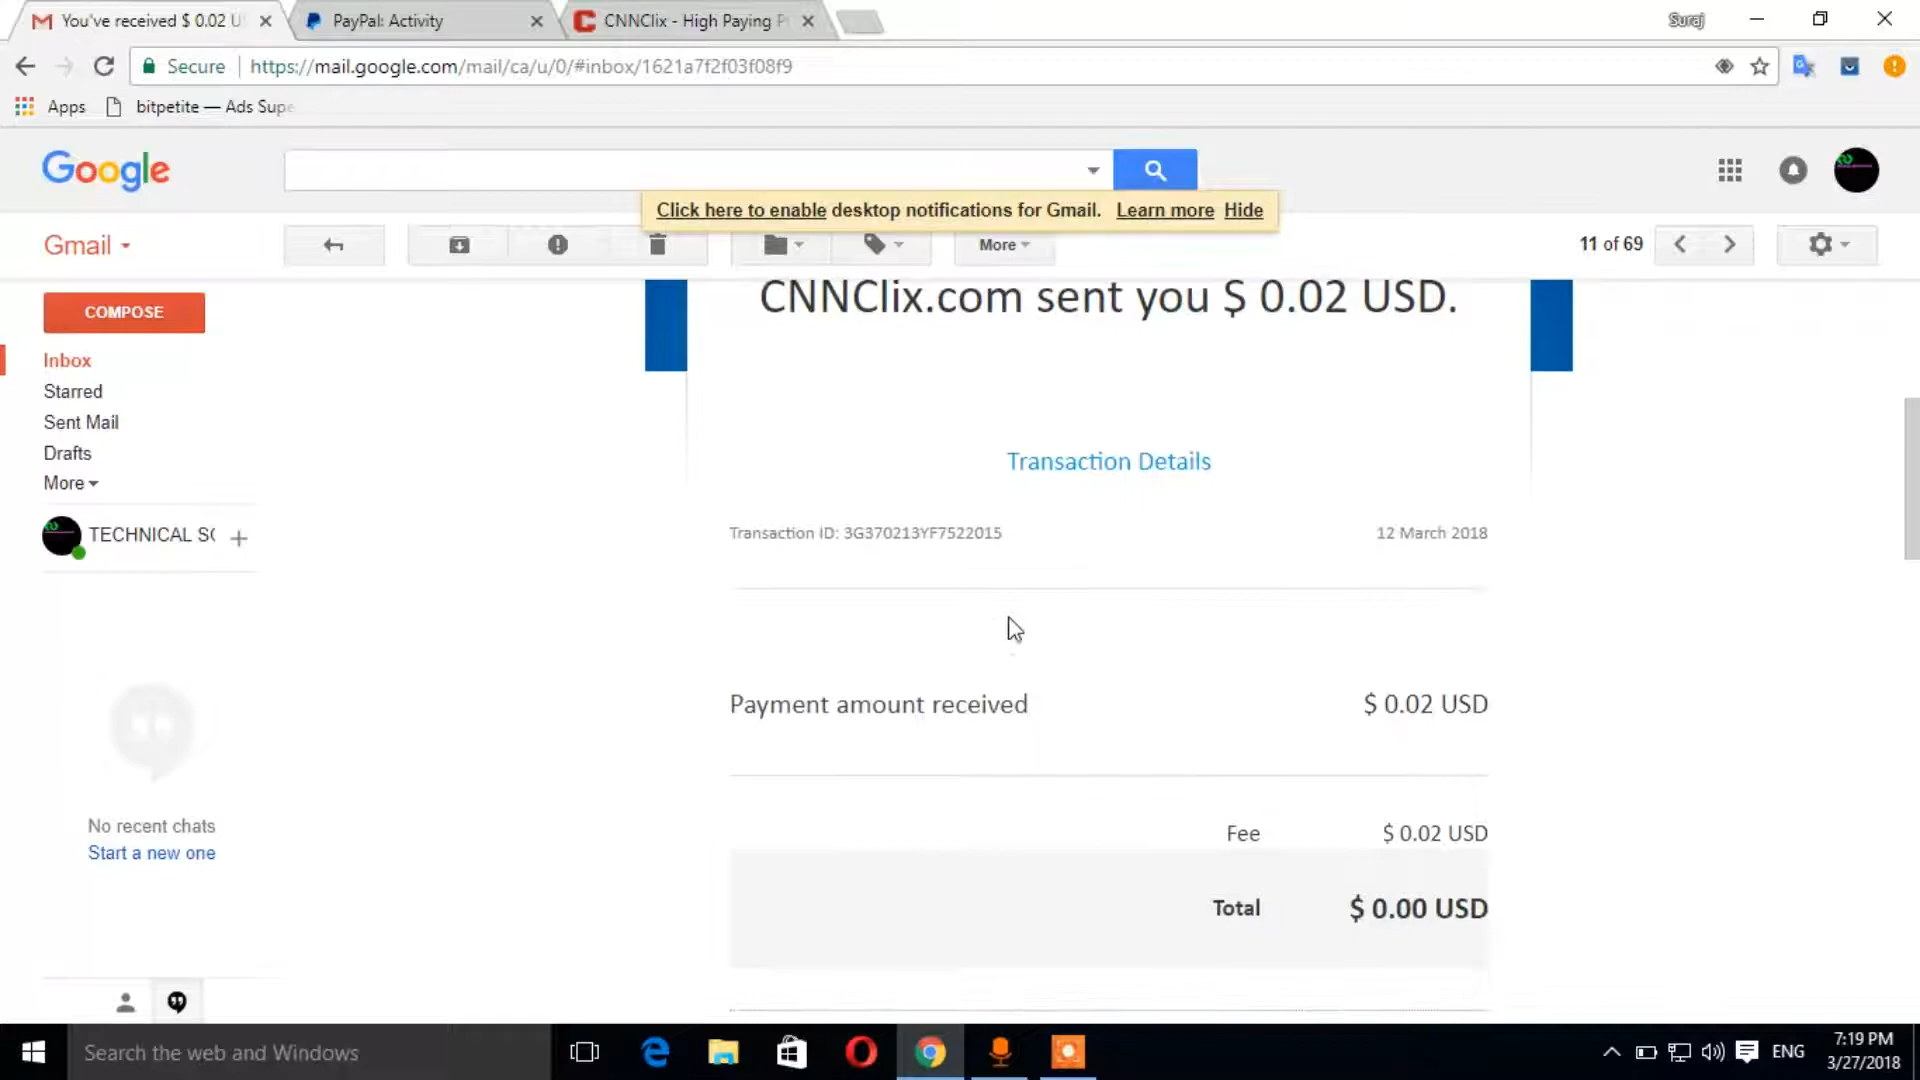 You've received $ 0.02 U
PayPal: Activity
CNNClix - High Paying P
Suraj
Secure
https://mail.google.com/mail/ca/u/0/#inbox/1621a7f2f03f08f9
Apps
bitpetite — Ads Supe
Google
Click here to enable desktop notifications for Gmail. Learn more Hide
Gmail
More
11 of 69
COMPOSE
CNNClix.com sent you $ 0.02 USD.
Inbox
Starred
Sent Mail
Drafts
More
TECHNICAL SC
Transaction Details
Transaction ID: 3G370213YF7522015
12 March 2018
Payment amount received
$ 0.02 USD
Fee
$ 0.02 USD
Total
$ 0.00 USD
No recent chats
Start a new one
Search the web and Windows
ENG
7:19 PM
3/27/2018